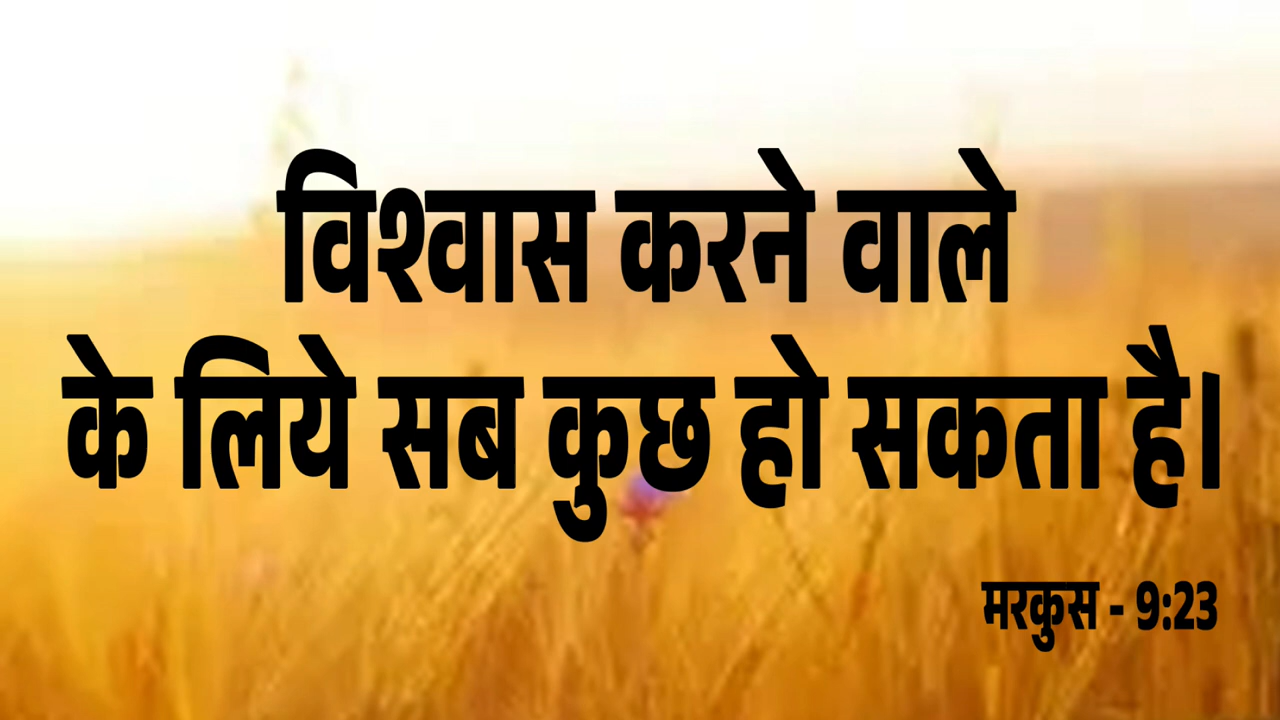 विश्वास करने वाले
के लिये सब कुछ हो सकता है।
मरकुस - 9:23